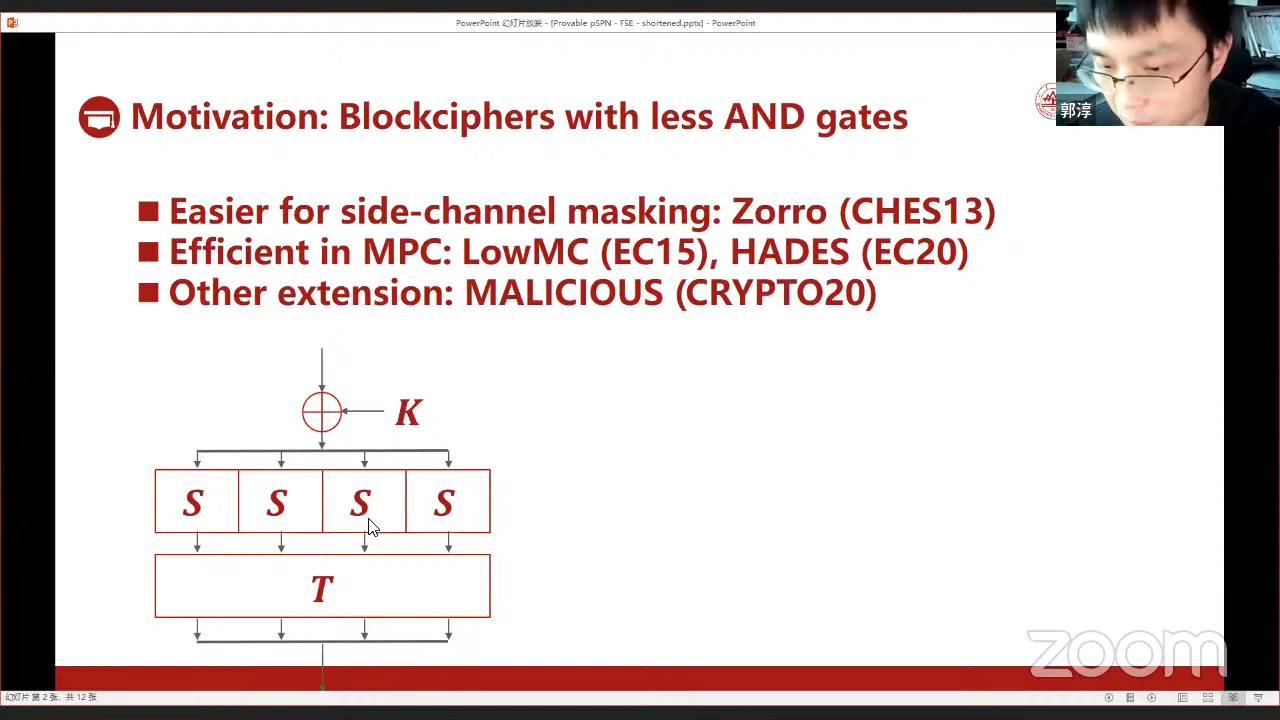 PowerPoint 幻灯片放映 - [Provable pSPN - FSE - shortened.pptx] - PowerPoint
郭淳
Motivation: Blockciphers with less AND gates
■ Easier for side-channel masking: Zorro (CHES13)
■ Efficient in MPC: LowMC (EC15), HADES (EC20)
■ Other extension: MALICIOUS (CRYPTO20)
K
S S S S
T
zoom
幻灯片 第 2 张，共 12 张